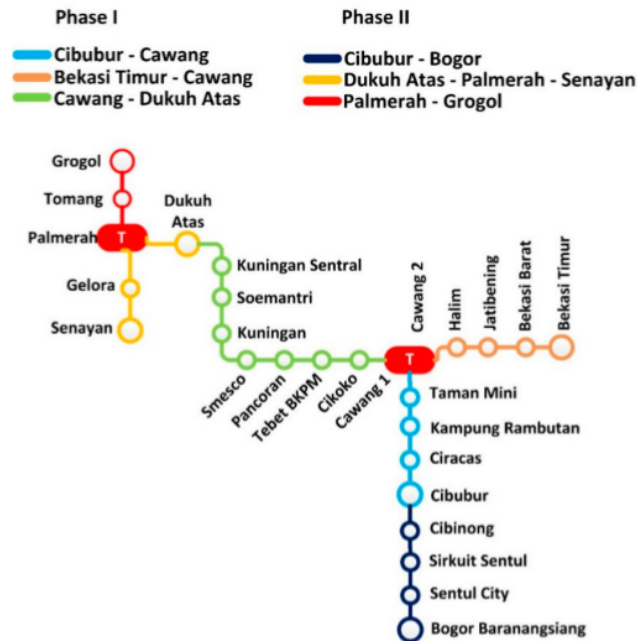 Phase I
Phase II
Cibubur - Cawang
Bekasi Timur - Cawang
Cawang - Dukuh Atas
Cibubur - Bogor
Dukuh Atas - Palmerah - Senayan
Palmerah - Grogol
Grogol
Tomang
Palmerah
T
Gelora
Senayan
Dukuh
Atas
Kuningan Sentral
Soemantri
Kuningan
Smesco
Pancoran
Tebet BKPM
Cikoko
Cawang 1
Cawang 2
T
Halim
Jatibening
Bekasi Barat
Bekasi Timur
Taman Mini
Kampung Rambutan
Ciracas
Cibubur
Cibinong
Sirkuit Sentul
Sentul City
Bogor Baranangsiang